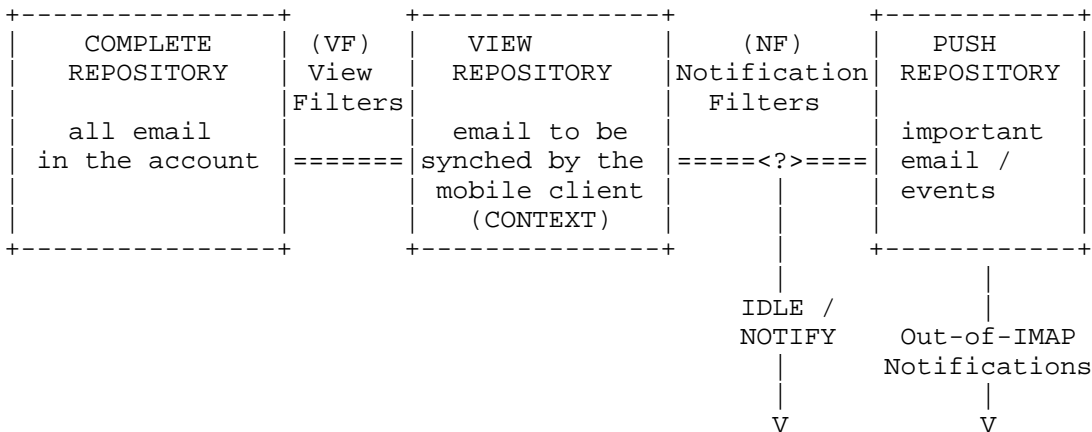 +---------------+ +--------------+ +------------+
| COMPLETE | (VF) | VIEW | (NF) | PUSH |
| REPOSITORY | View | REPOSITORY |Notification| REPOSITORY |
| |Filters| | Filters | |
| all email | | email to be | | important |
| in the account |=======|synched by the |=====<?>====| email / |
| | | mobile client | | | events |
| | | (CONTEXT) | | | |
+---------------+ +--------------+ | +------------+
| |
IDLE / |
NOTIFY Out-of-IMAP
| Notifications
| |
V V